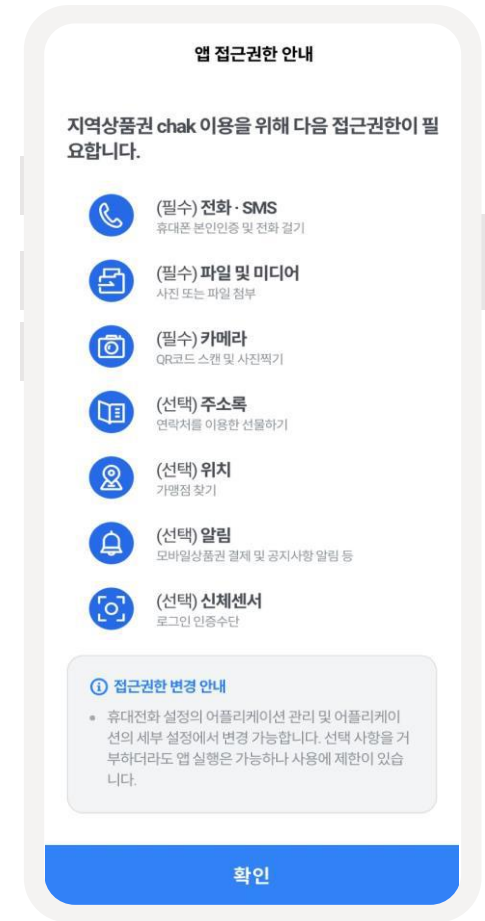 앱 접근권한 안내
지역상품권 chak 이용을 위해 다음 접근권한이 필
요합니다.
(필수) 전화 · SMS
휴대폰 본인인증 및 전화 걸기
(필수) 파일 및 미디어
사진 또는 파일 첨부
(필수) 카메라
QR코드 스캔 및 사진찍기
(선택) 주소록
연락처를 이용한 선물하기
(선택) 위치
가맹점 찾기
(선택) 알림
모바일상품권 결제 및 공지사항 알림 등
(선택) 신체센서
로그인 인증수단
접근권한 변경 안내
• 휴대전화 설정의 어플리케이션 관리 및 어플리케이
션의 세부 설정에서 변경 가능합니다. 선택 사항을 거
부하더라도 앱 실행은 가능하나 사용에 제한이 있습
니다.
확인